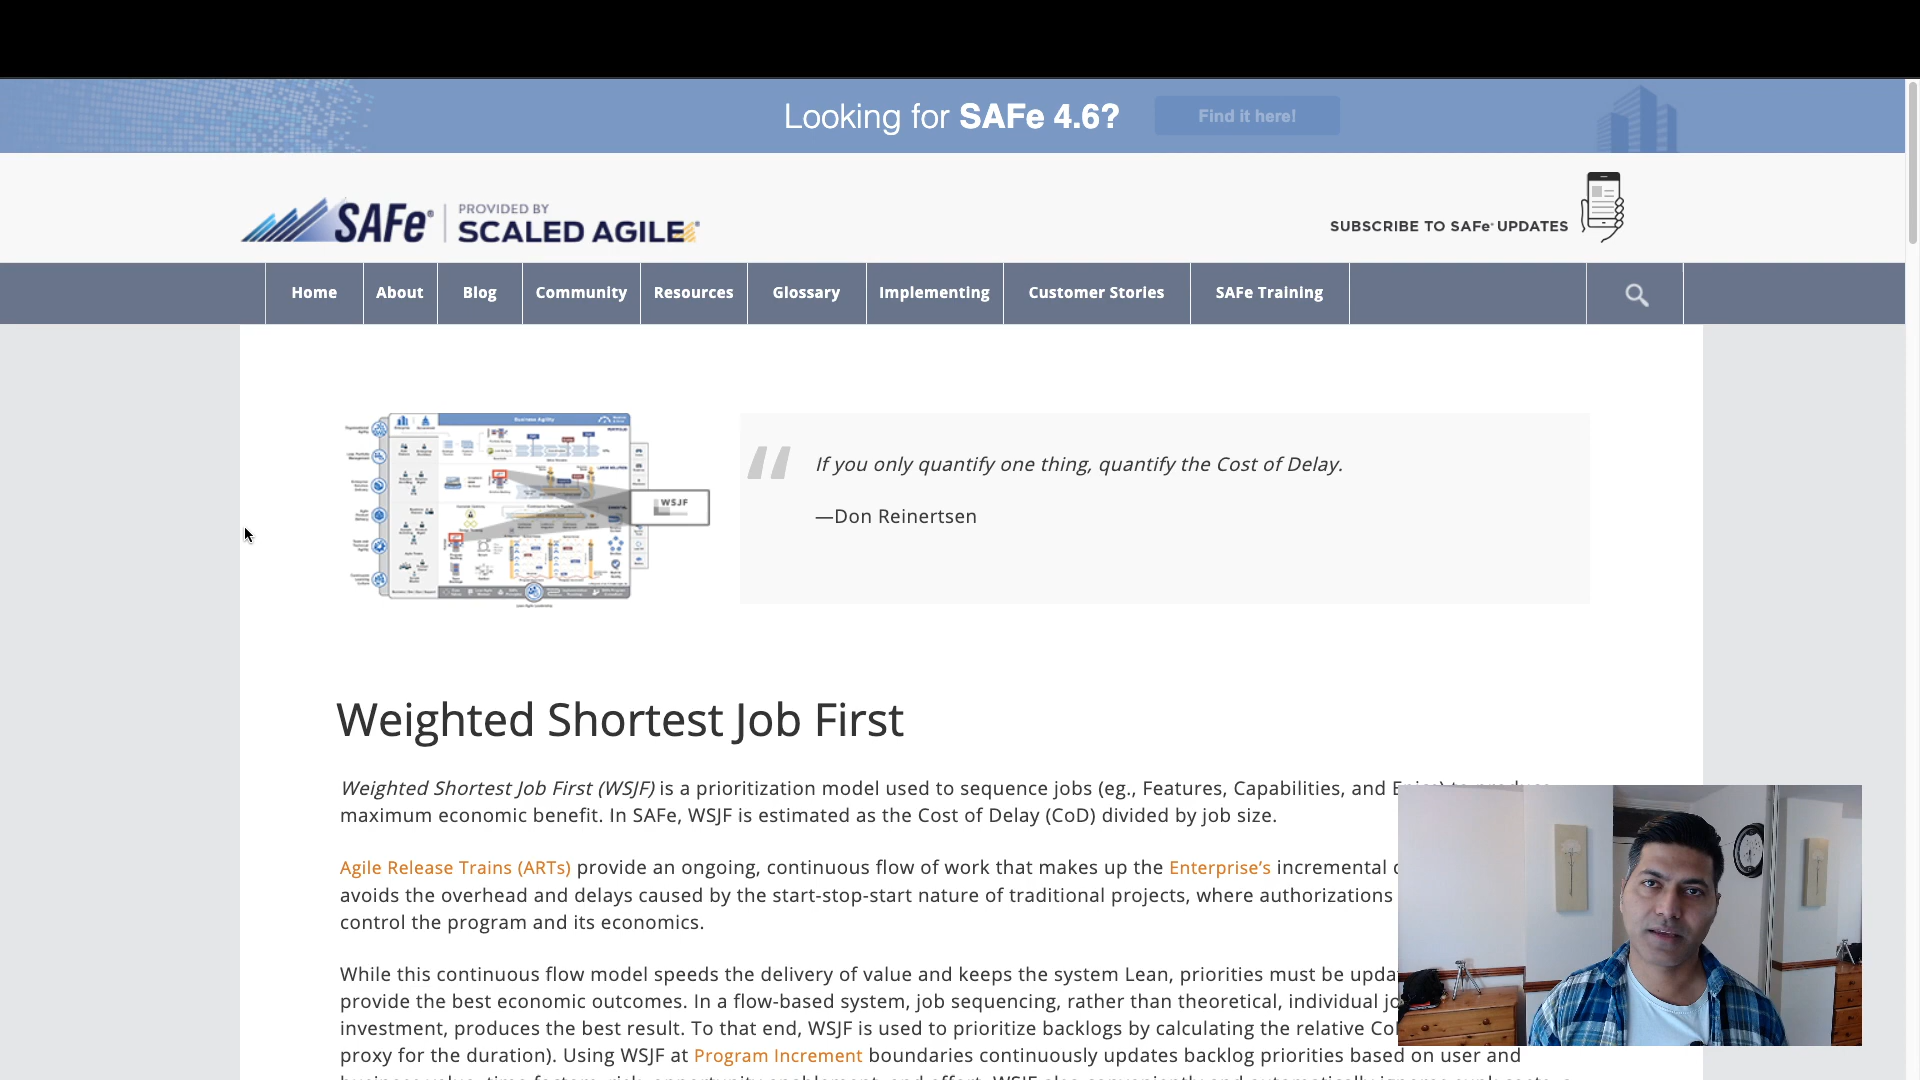 Looking for SAFe 4.6?
Find it here!
SAFe®
PROVIDED BY
SCALED AGILE
SUBSCRIBE TO SAFe® UPDATES
Home About Blog Community Resources Glossary Implementing Customer Stories SAFe Training
Business Agility
WSJF
If you only quantify one thing, quantify the Cost of Delay.
—Don Reinertsen
Weighted Shortest Job First
Weighted Shortest Job First (WSJF) is a prioritization model used to sequence jobs (eg., Features, Capabilities, and
maximum economic benefit. In SAFe, WSJF is estimated as the Cost of Delay (CoD) divided by job size.
Agile Release Trains (ARTs) provide an ongoing, continuous flow of work that makes up the Enterprise’s incremental
avoids the overhead and delays caused by the start-stop-start nature of traditional projects, where authorizations
control the program and its economics.
While this continuous flow model speeds the delivery of value and keeps the system Lean, priorities must be
provide the best economic outcomes. In a flow-based system, job sequencing, rather than theoretical, individual
investment, produces the best result. To that end, WSJF is used to prioritize backlogs by calculating the relative
proxy for the duration). Using WSJF at Program Increment boundaries continuously updates backlog priorities based on user and